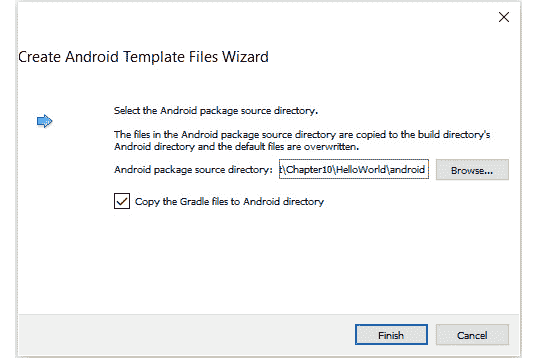 Create Android Template Files Wizard
Select the Android package source directory.
The files in the Android package source directory are copied to the build directory's
Android directory and the default files are overwritten.
Android package source directory: t\Chapter10\HelloWorld\android Browse...
Copy the Gradle files to Android directory
Finish Cancel